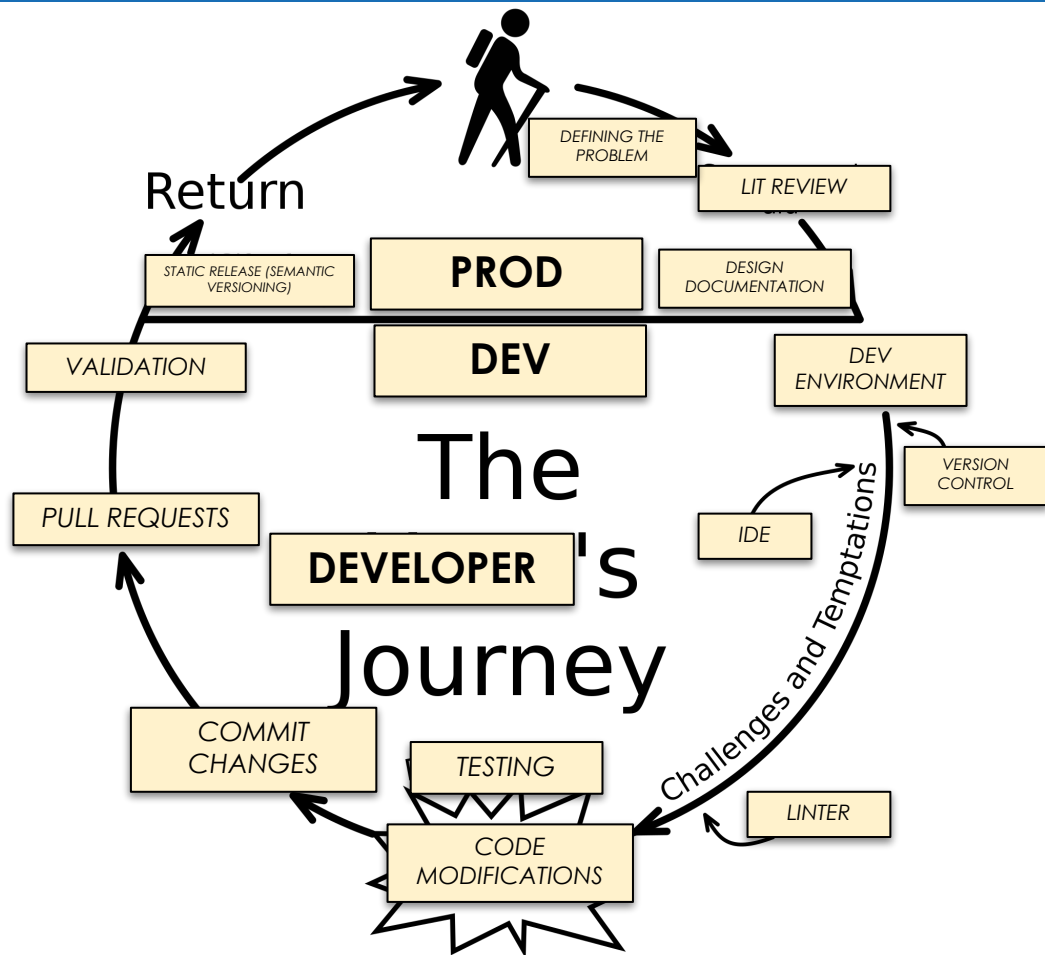 DEFINING THE
PROBLEM
LIT REVIEW
Return
STATIC RELEASE (SEMANTIC
VERSIONING)
PROD
DESIGN
DOCUMENTATION
DEV
VALIDATION
DEV
ENVIRONMENT
The
VERSION
CONTROL
PULL REQUESTS
IDE
DEVELOPER
's
Challenges and Temptations
Journey
COMMIT
CHANGES
TESTING
LINTER
CODE
MODIFICATIONS